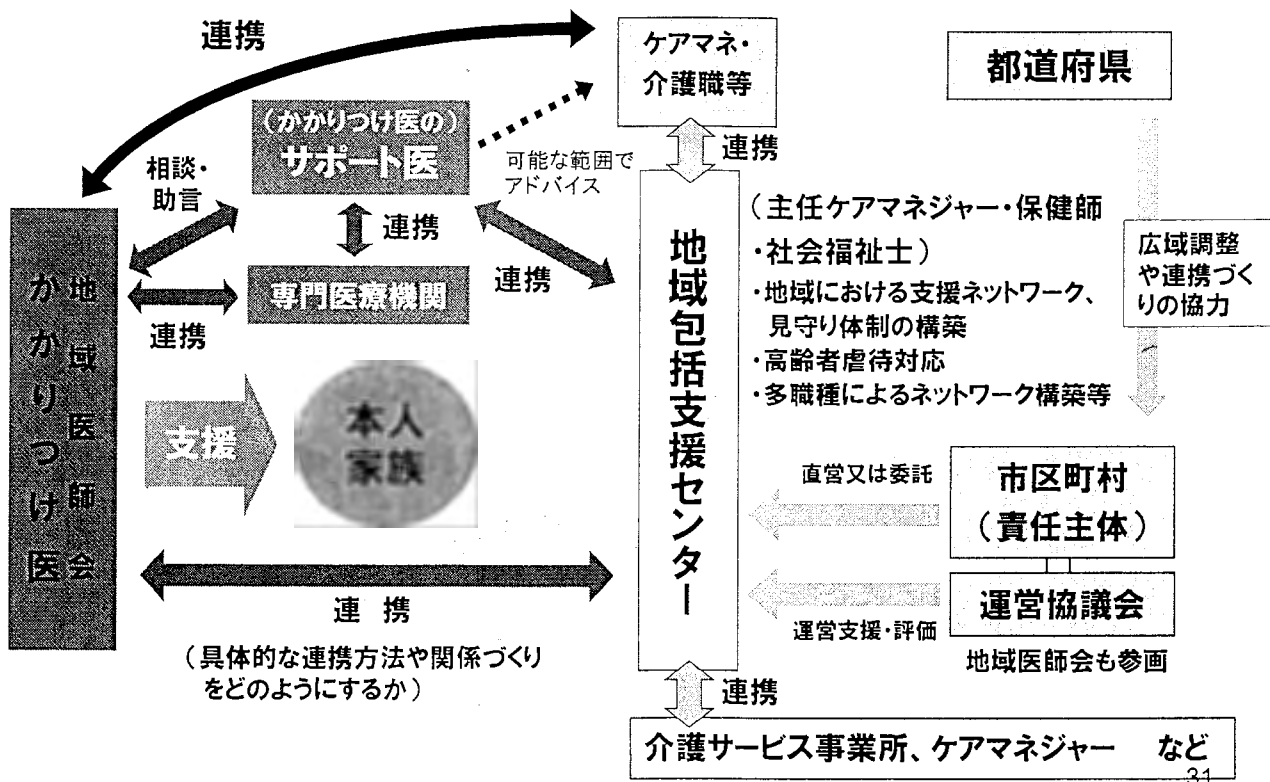 連携
ケアマネ・
介護職等
都道府県
(かかりつけ医の)
サポート医
相談・
助言
可能な範囲で
アドバイス
連携
連携
連携
専門医療機関
連携
かかりつけ医
地域医師会
支援
本人
家族
地域包括支援センター
(主任ケアマネジャー・保健師
・社会福祉士)
・地域における支援ネットワーク、
見守り体制の構築
・高齢者虐待対応
・多職種によるネットワーク構築等
広域調整
や連携づく
りの協力
直営又は委託
市区町村
(責任主体)
運営支援・評価
運営協議会
地域医師会も参画
連 携
(具体的な連携方法や関係づくり
をどのようにするか)
連携
介護サービス事業所、ケアマネジャー など
31